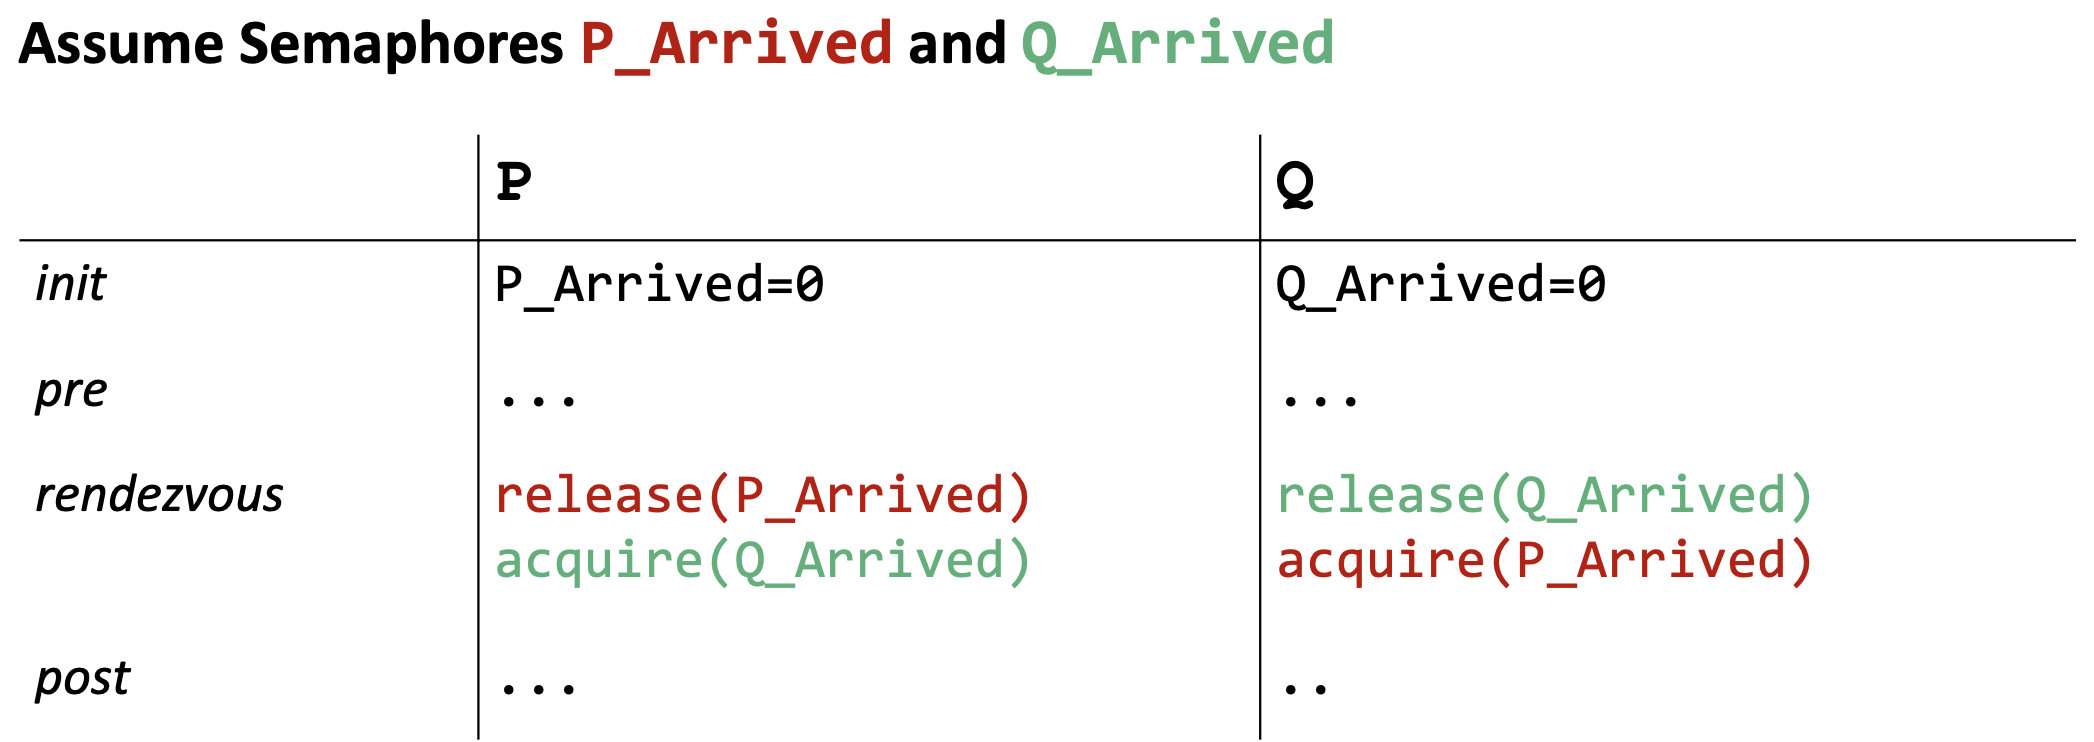 Assume Semaphores P_Arrived and Q_Arrived
P Q
init P_Arrived=0 Q_Arrived=0
pre ... ...
rendezvous release(P_Arrived) release(Q_Arrived)
acquire(Q_Arrived) acquire(P_Arrived)
post ... ..